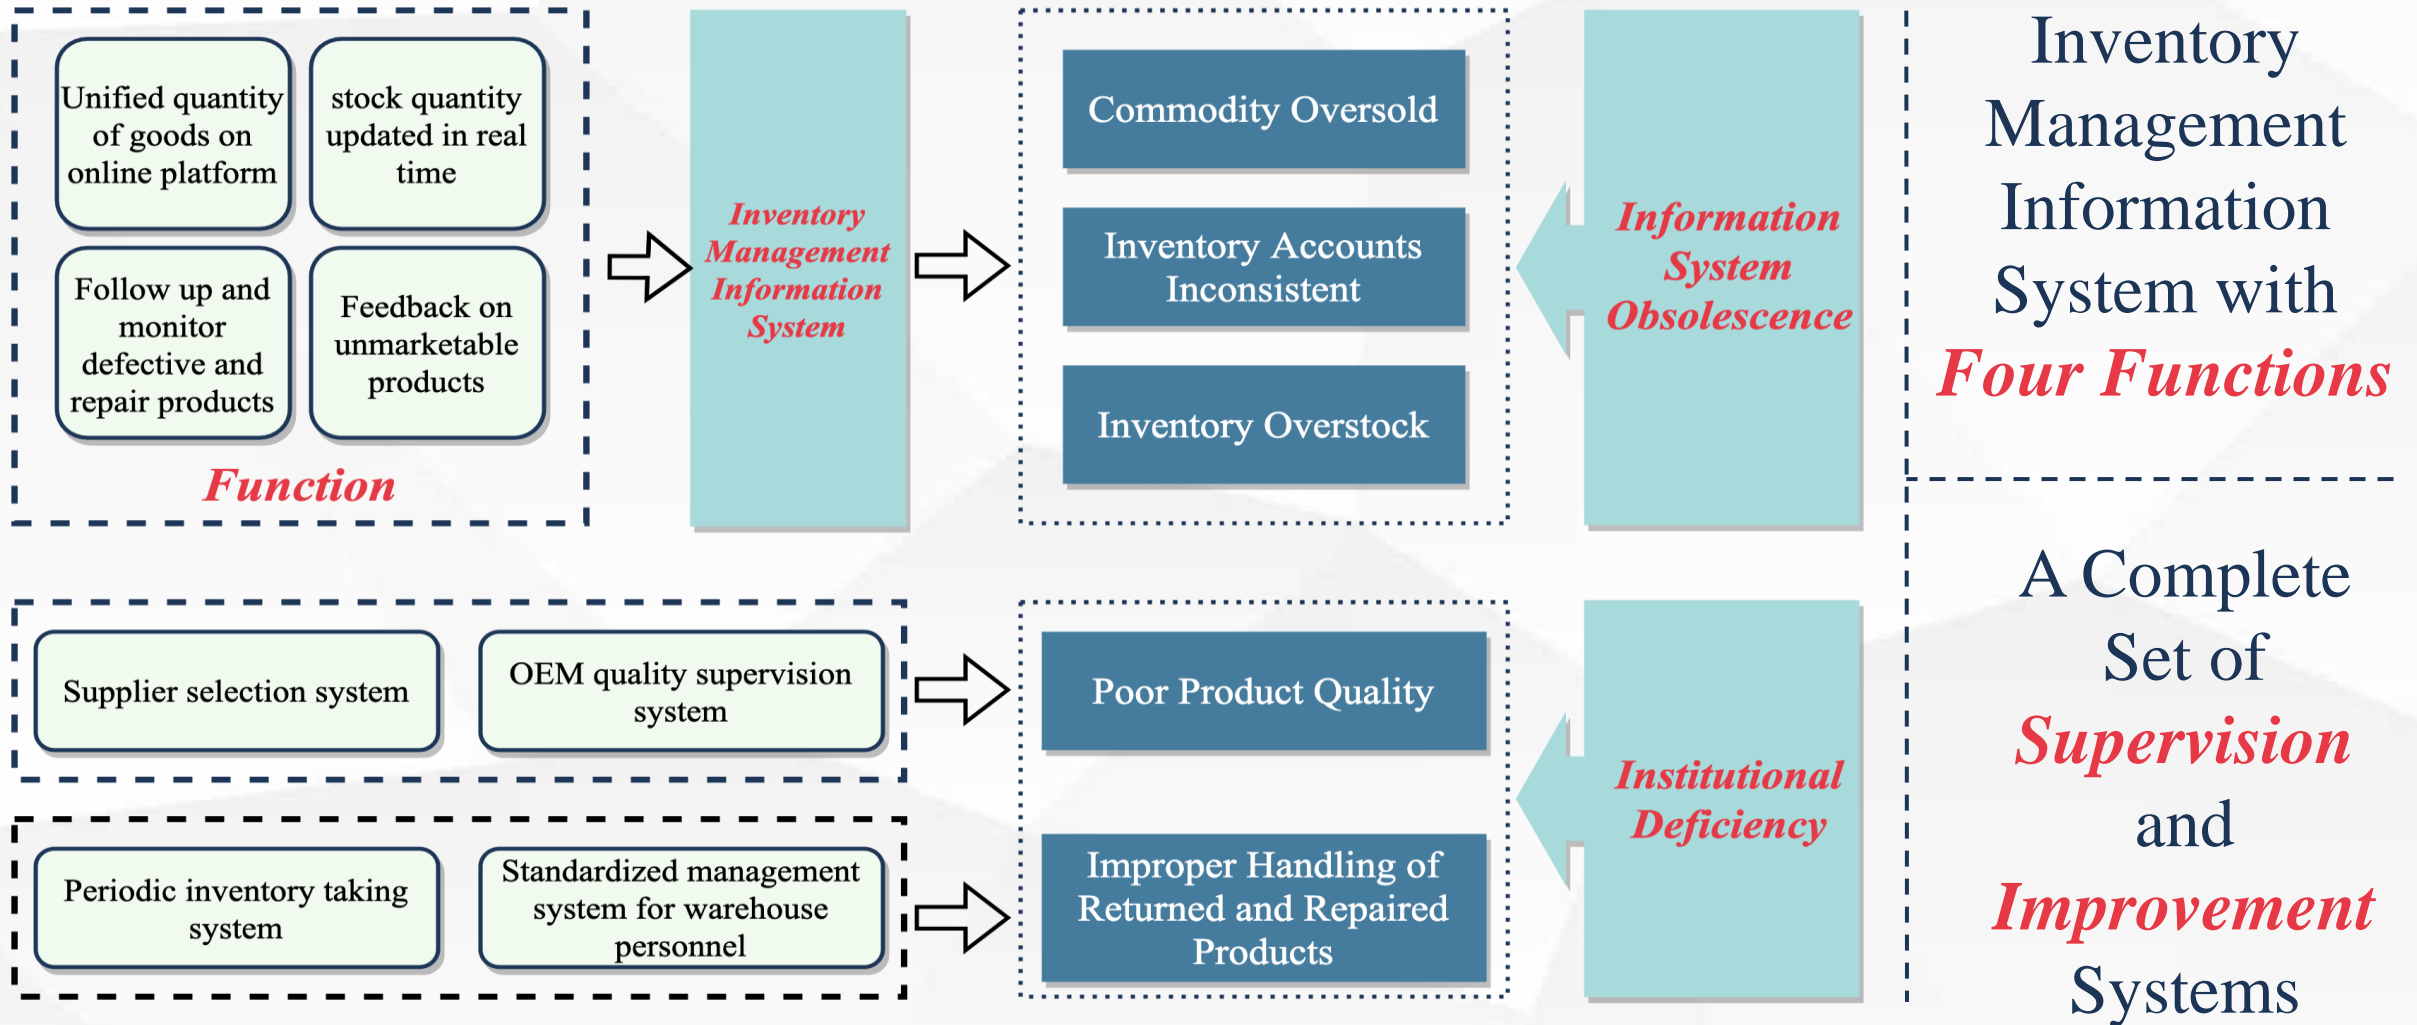 Unified quantity
of goods on
online platform
stock quantity
updated in real
time
Follow up and
monitor
defective and
repair products
Feedback on
unmarketable
products
Function
Inventory
Management
Information
System
Commodity Oversold
Inventory Accounts
Inconsistent
Inventory Overstock
Information
System
Obsolescence
Inventory
Management
Information
System with
Four Functions
Supplier selection system
OEM quality supervision
system
Poor Product Quality
Periodic inventory taking
system
Standardized management
system for warehouse
personnel
Improper Handling of
Returned and Repaired
Products
Institutional
Deficiency
A Complete
Set of
Supervision
and
Improvement
Systems